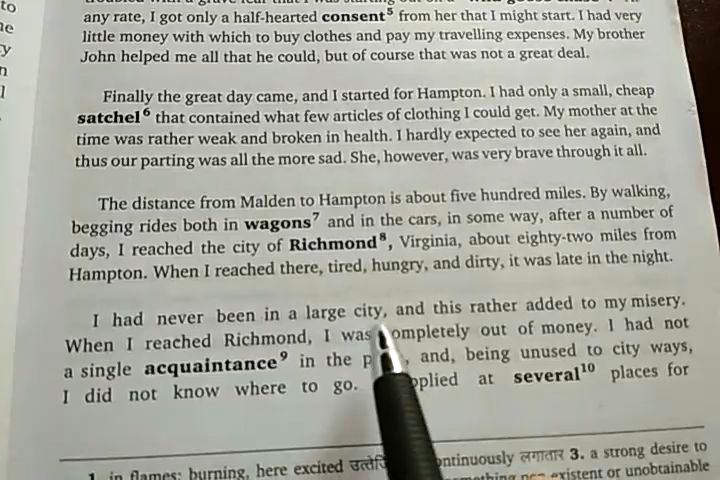 to
any rate, I got only a half-hearted consent⁵ from her that I might start. I had very
little money with which to buy clothes and pay my travelling expenses. My brother
John helped me all that he could, but of course that was not a great deal.
Finally the great day came, and I started for Hampton. I had only a small, cheap
satchel⁶ that contained what few articles of clothing I could get. My mother at the
time was rather weak and broken in health. I hardly expected to see her again, and
thus our parting was all the more sad. She, however, was very brave through it all.
The distance from Malden to Hampton is about five hundred miles. By walking,
begging rides both in wagons⁷ and in the cars, in some way, after a number of
days, I reached the city of Richmond⁸, Virginia, about eighty-two miles from
Hampton. When I reached there, tired, hungry, and dirty, it was late in the night.
I had never been in a large city, and this rather added to my misery.
When I reached Richmond, I was completely out of money. I had not
a single acquaintance⁹ in the p , and, being unused to city ways,
I did not know where to go. pplied at several¹⁰ places for
1. in flames; burning, here excited ontinuously लगातार 3. a strong desire to
existent or unobtainable